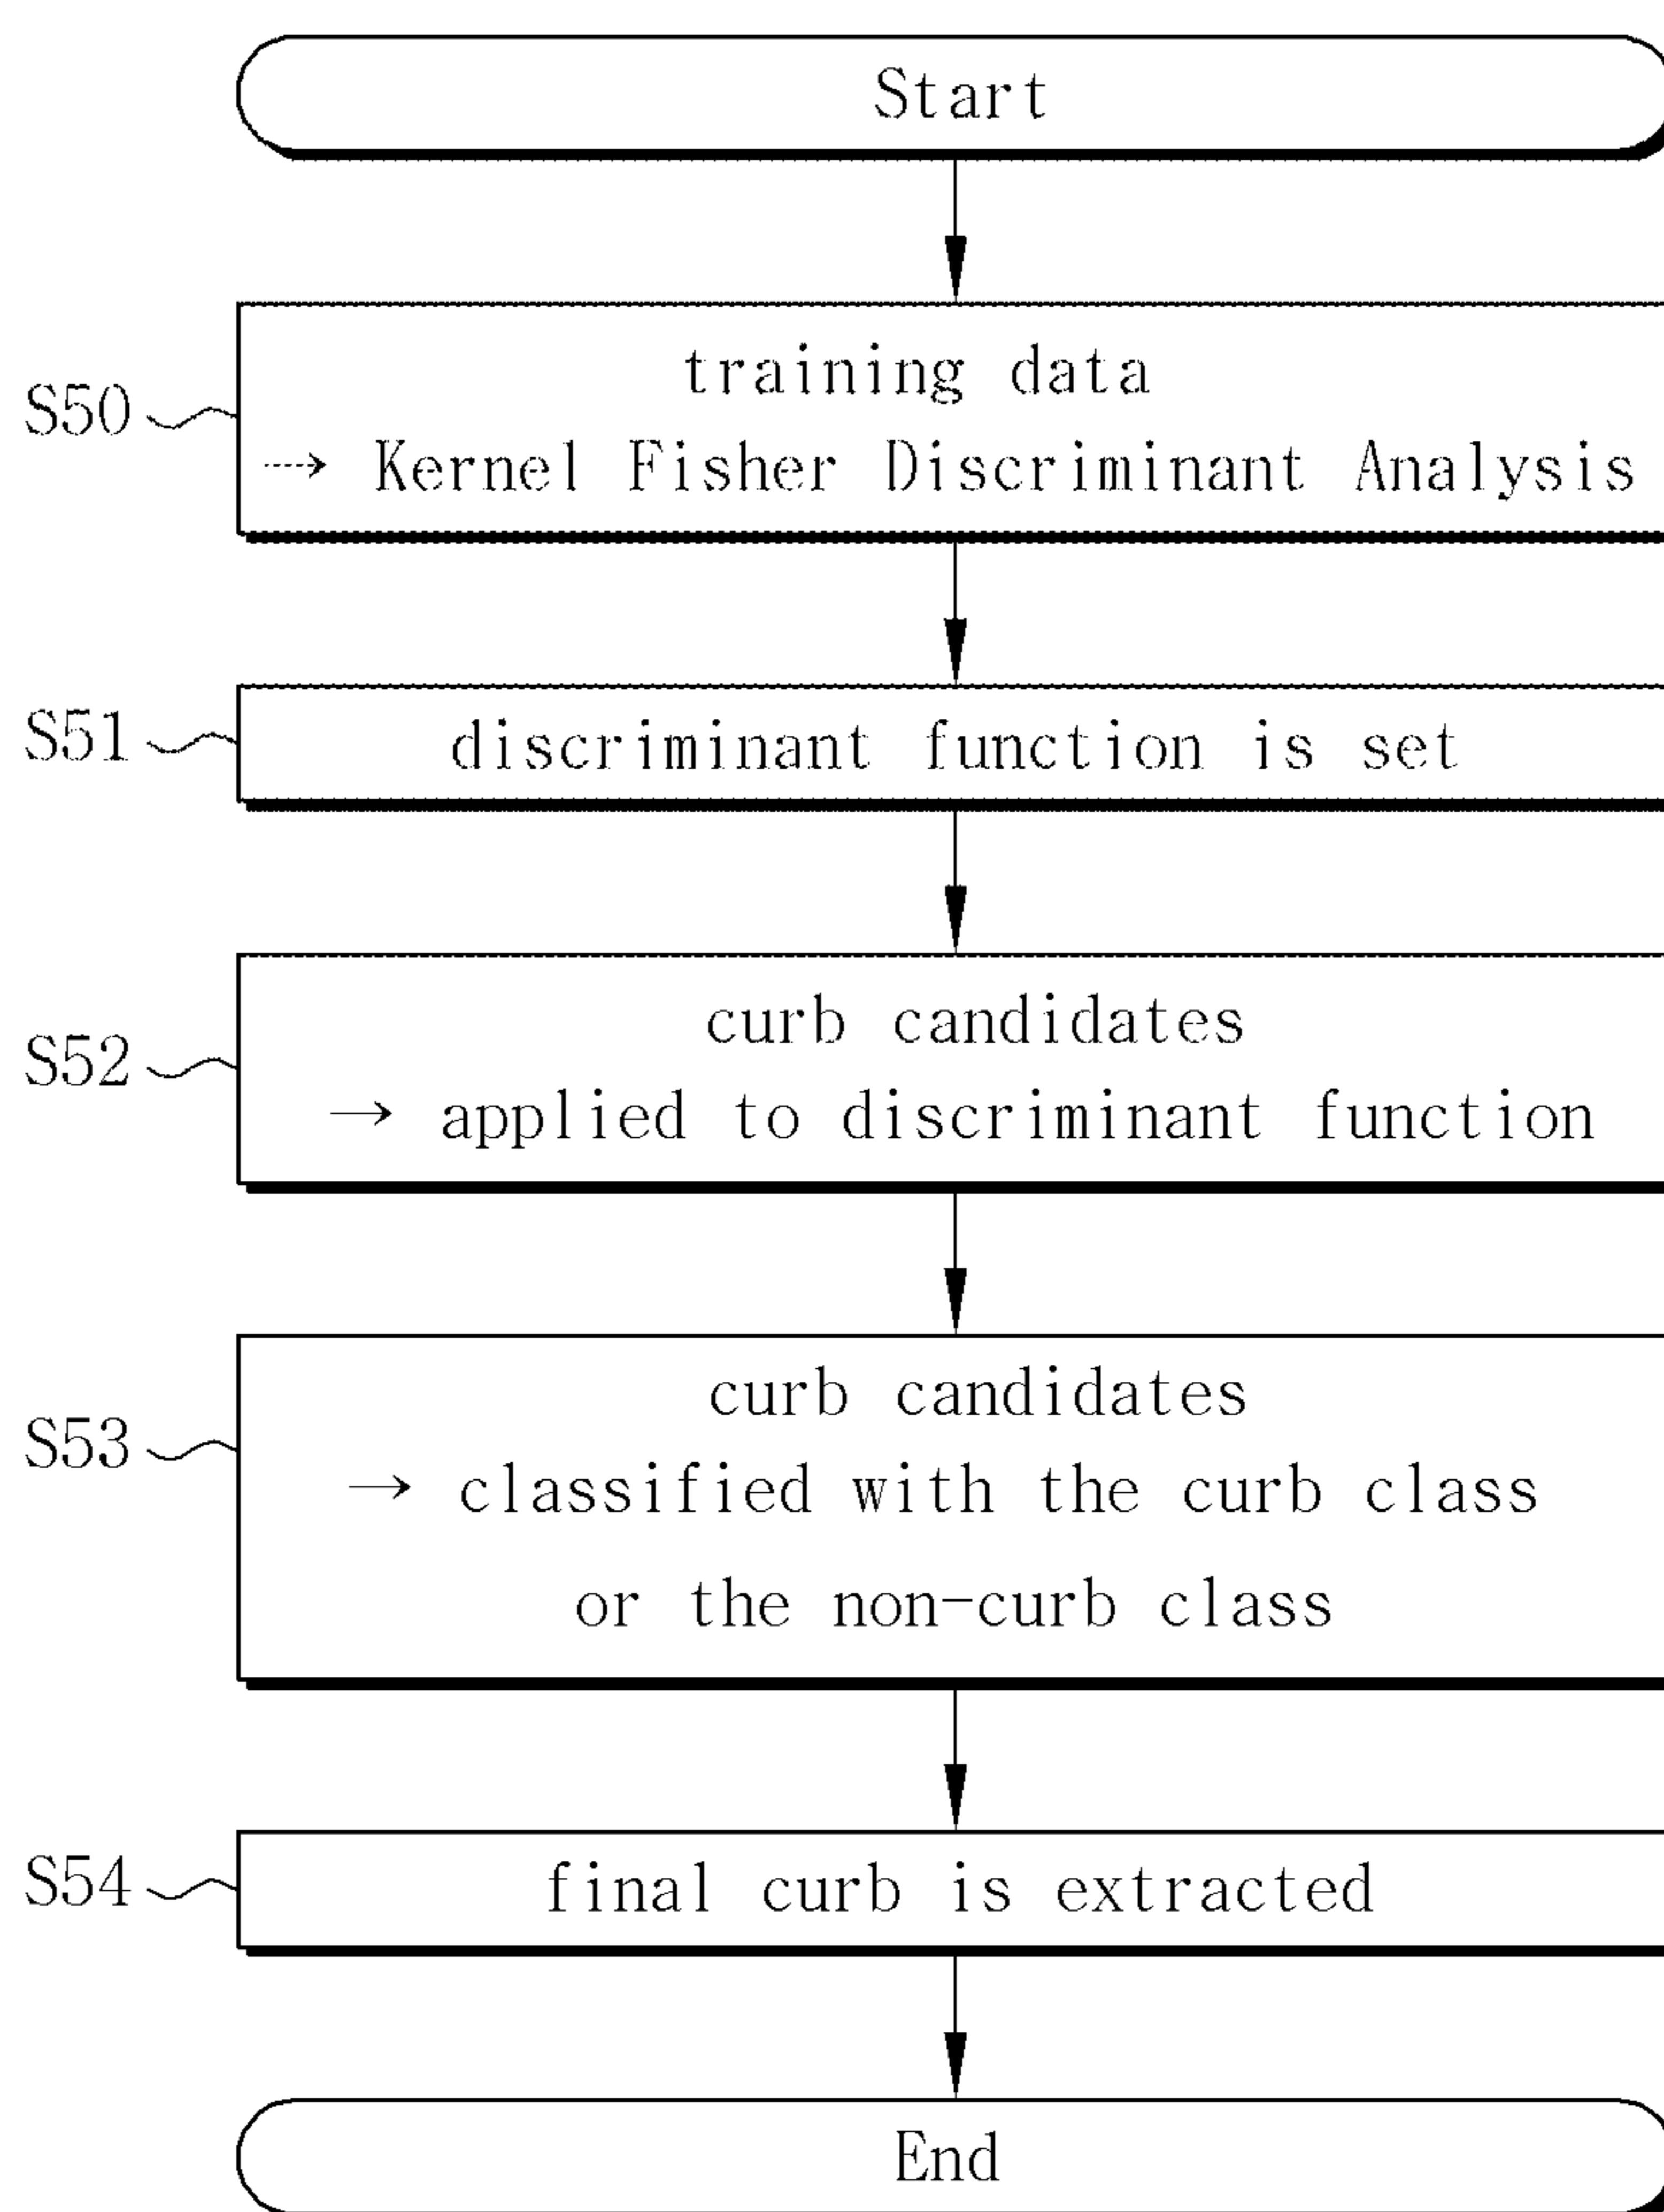 Start
S50
training data
→ Kernel Fisher Discriminant Analysis
S51
discriminant function is set
S52
curb candidates
→ applied to discriminant function
S53
curb candidates
→ classified with the curb class
or the non-curb class
S54
final curb is extracted
End